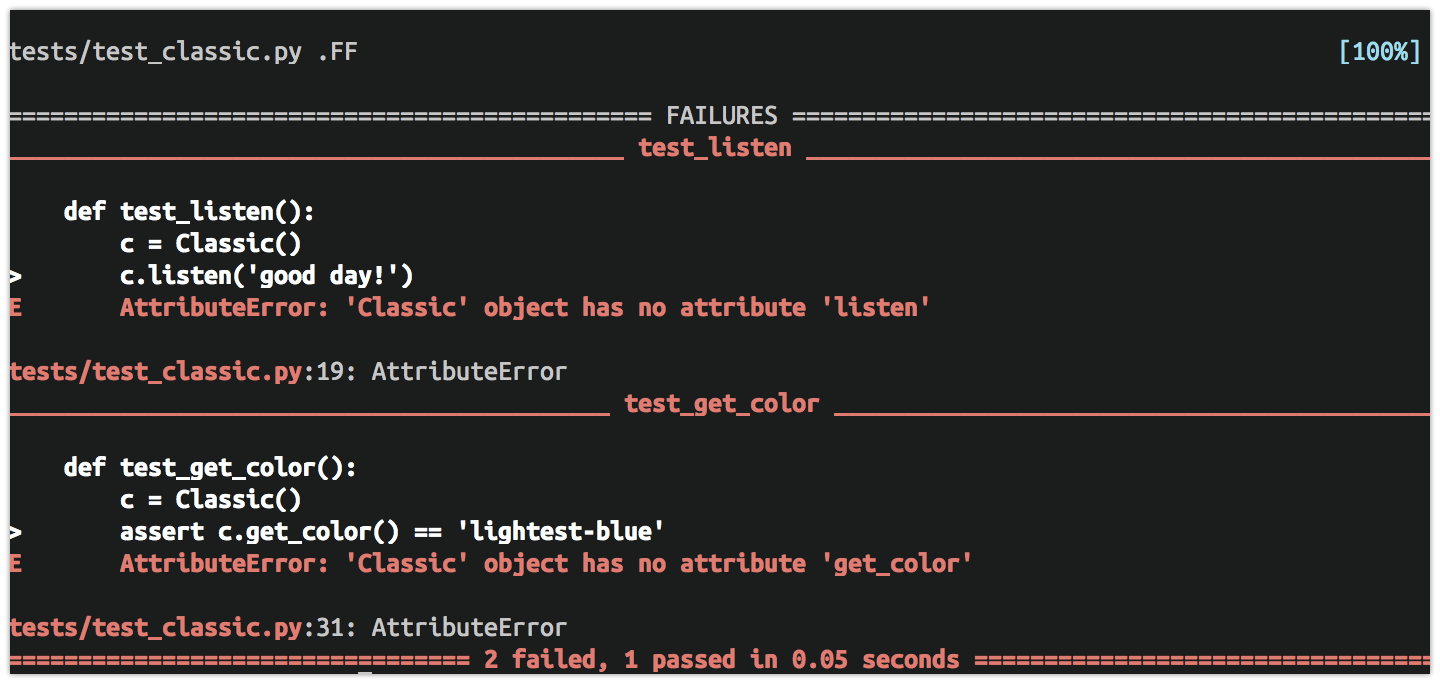 tests/test_classic.py .FF [100%]
============================================== FAILURES ==============================================
____________________________________________ test_listen ____________________________________________
    def test_listen():
        c = Classic()
>       c.listen('good day!')
E       AttributeError: 'Classic' object has no attribute 'listen'
tests/test_classic.py:19: AttributeError
___________________________________________ test_get_color ___________________________________________
    def test_get_color():
        c = Classic()
>       assert c.get_color() == 'lightest-blue'
E       AttributeError: 'Classic' object has no attribute 'get_color'
tests/test_classic.py:31: AttributeError
================================= 2 failed, 1 passed in 0.05 seconds =================================